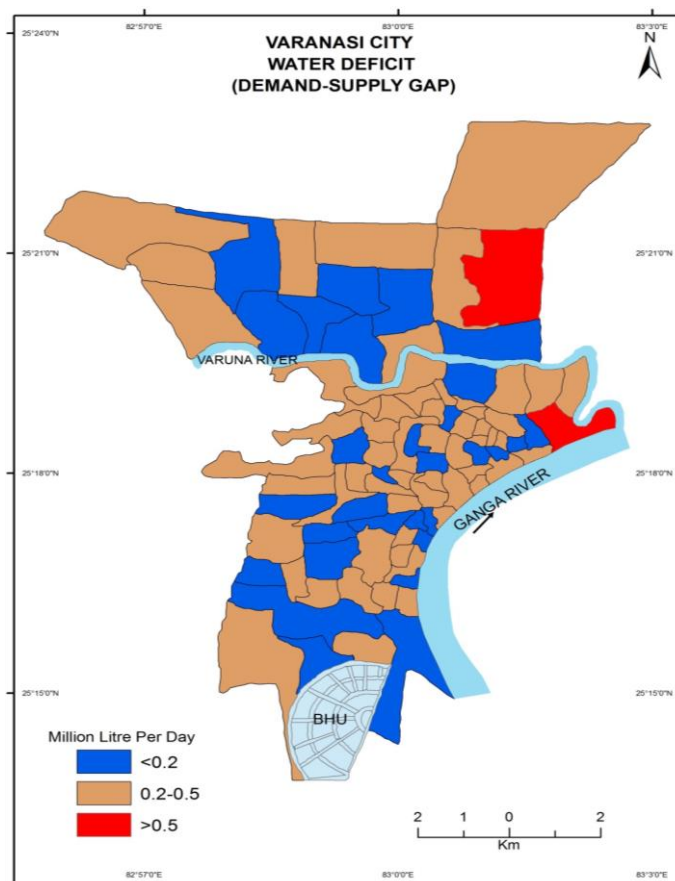 82°57'0"E 83°0'0"E 83°3'0"E
25°24'0"N
VARANASI CITY
WATER DEFICIT
(DEMAND-SUPPLY GAP)
N
25°21'0"N 25°21'0"N
VARUNA RIVER
25°18'0"N 25°18'0"N
GANGA RIVER
25°15'0"N 25°15'0"N
BHU
Million Litre Per Day
<0.2
0.2-0.5
>0.5
2 1 0 2
Km
82°57'0"E 83°0'0"E 83°3'0"E